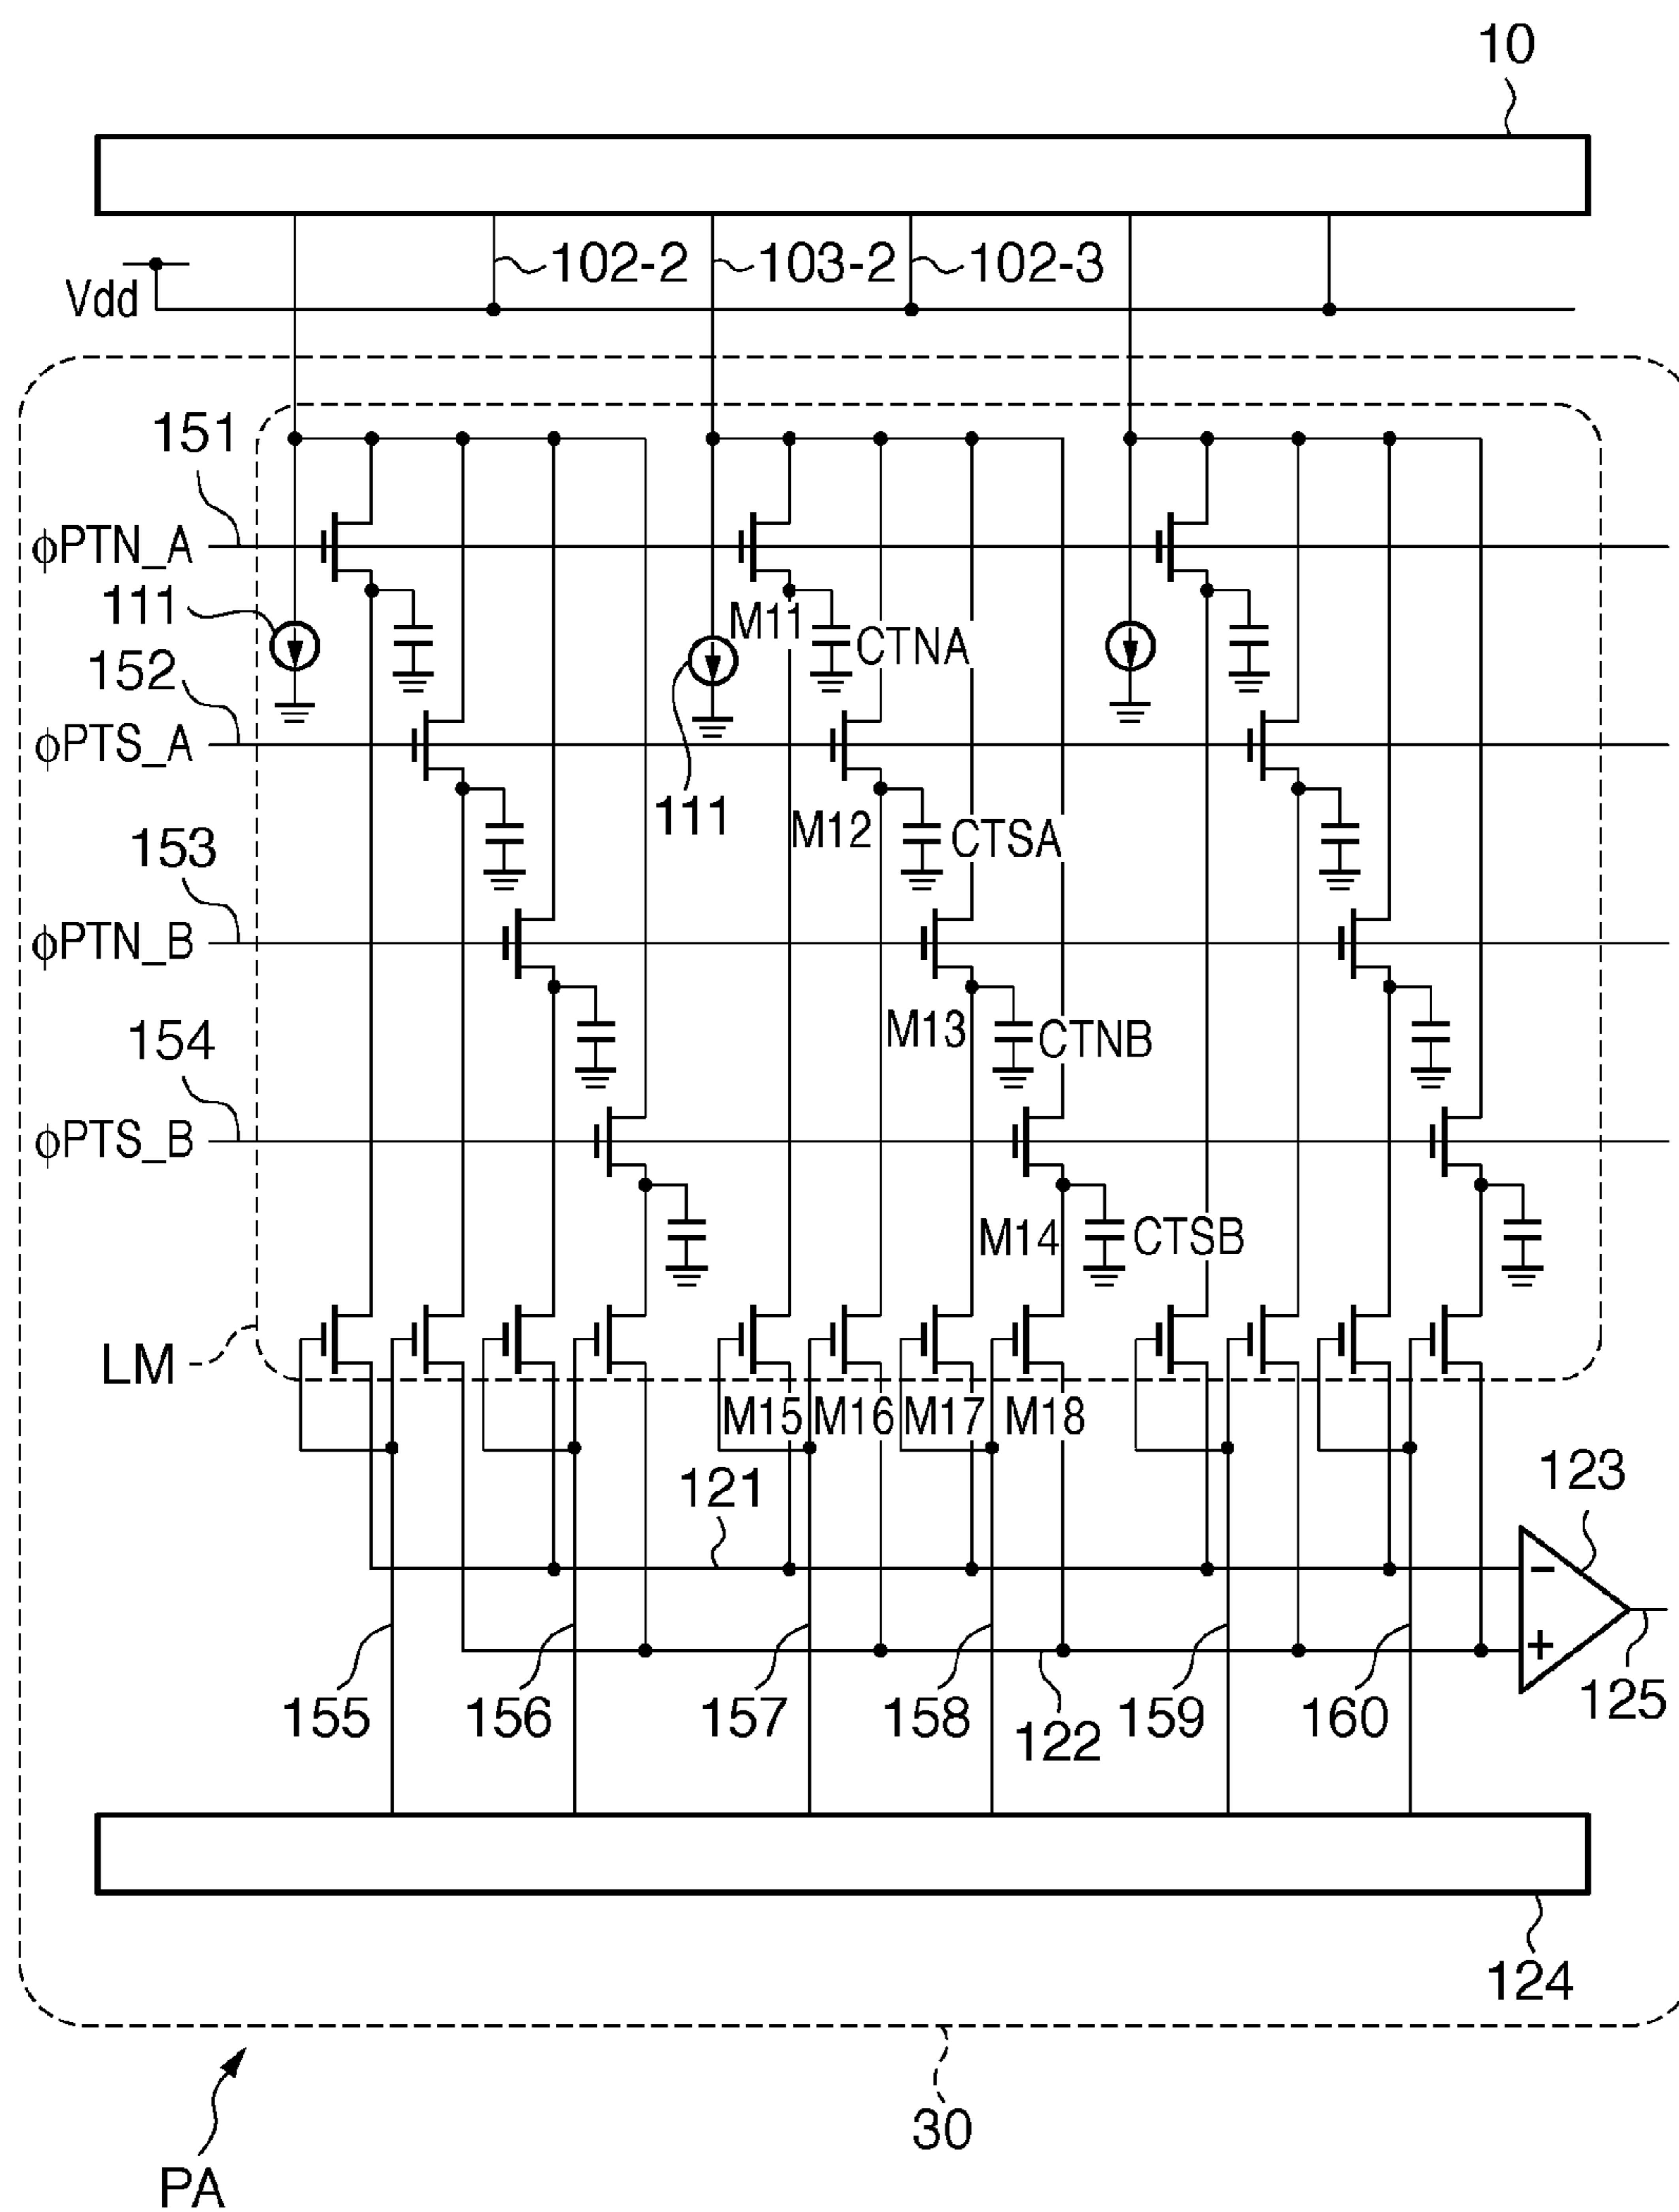 10
102-2
103-2
102-3
Vdd
151
ϕPTN_A
111
M11
CTNA
152
ϕPTS_A
111
M12
CTSA
153
ϕPTN_B
M13
CTNB
154
ϕPTS_B
M14
CTSB
LM
M15
M16
M17
M18
121
123
−
+
155
156
157
158
122
159
160
125
124
30
PA